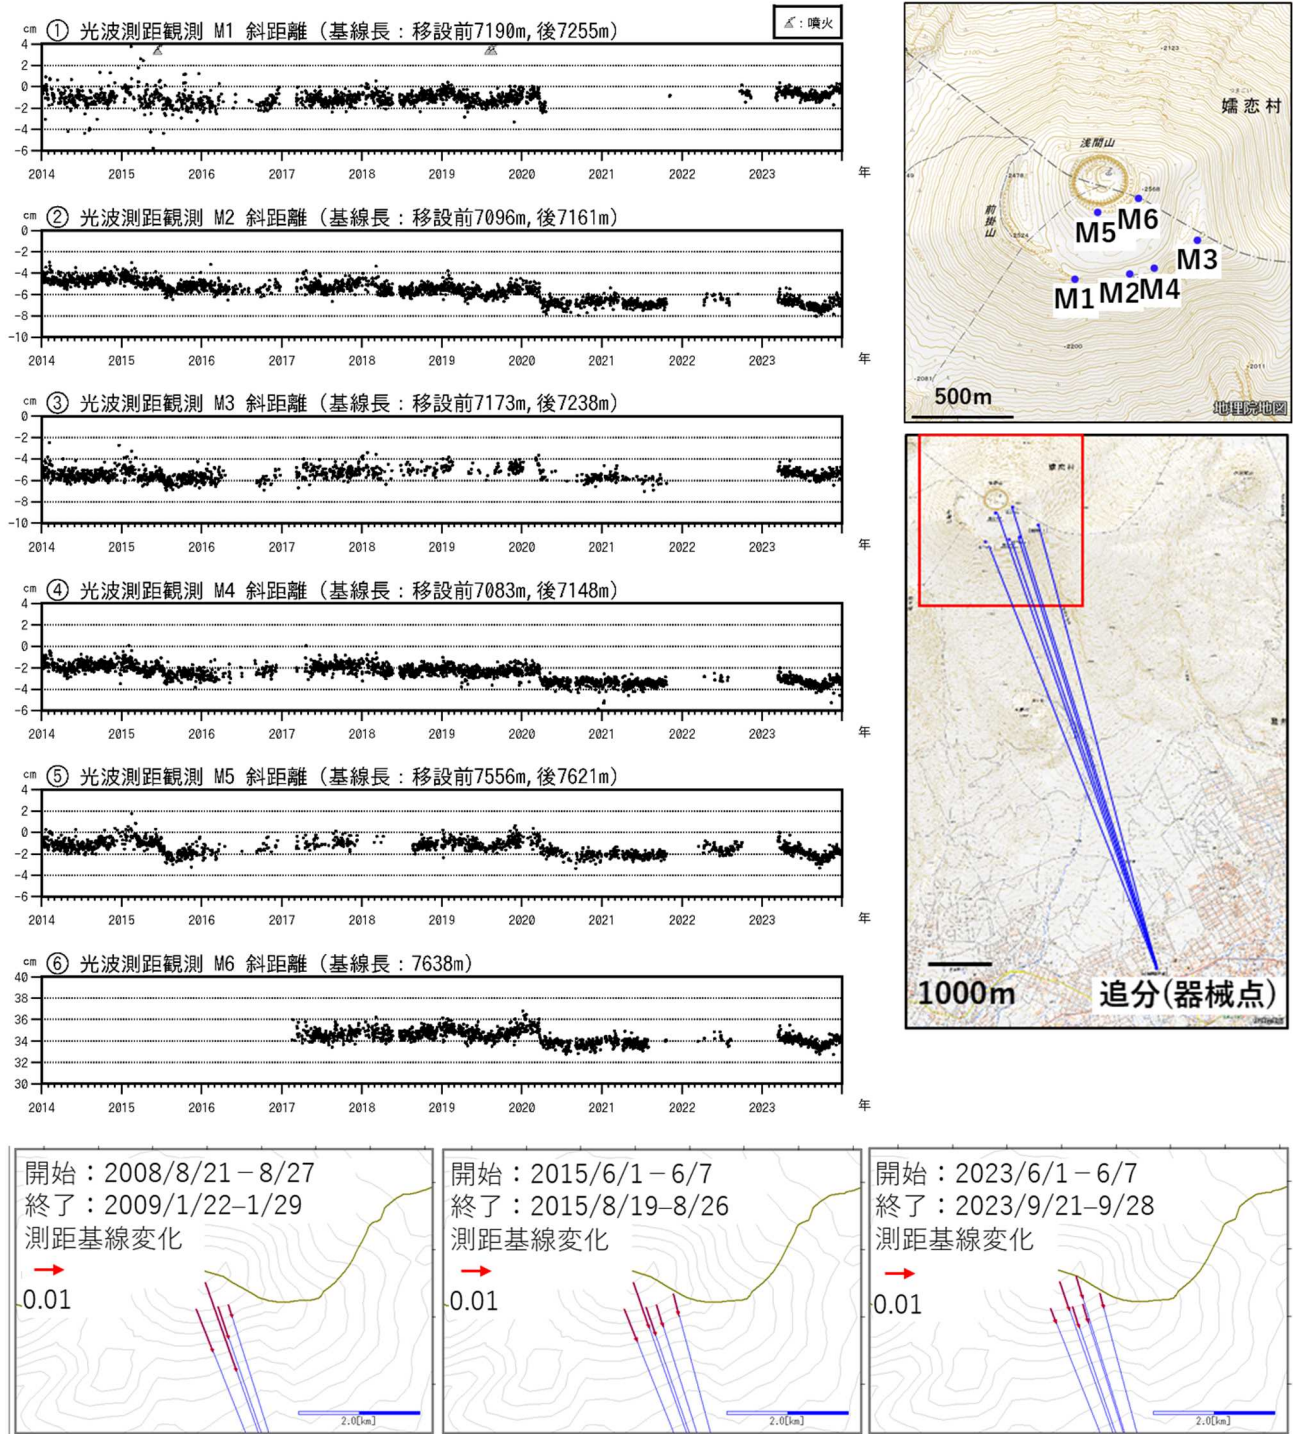 ∴：噴火
cm ① 光波測距観測 M1 斜距離（基線長：移設前7190m,後7255m）
4
2
0
-2
-4
-6
2014 2015 2016 2017 2018 2019 2020 2021 2022 2023 年
cm ② 光波測距観測 M2 斜距離（基線長：移設前7096m,後7161m）
0
-2
-4
-6
-8
-10
2014 2015 2016 2017 2018 2019 2020 2021 2022 2023 年
cm ③ 光波測距観測 M3 斜距離（基線長：移設前7173m,後7238m）
0
-2
-4
-6
-8
-10
2014 2015 2016 2017 2018 2019 2020 2021 2022 2023 年
cm ④ 光波測距観測 M4 斜距離（基線長：移設前7083m,後7148m）
4
2
0
-2
-4
-6
2014 2015 2016 2017 2018 2019 2020 2021 2022 2023 年
cm ⑤ 光波測距観測 M5 斜距離（基線長：移設前7556m,後7621m）
4
2
0
-2
-4
-6
2014 2015 2016 2017 2018 2019 2020 2021 2022 2023 年
cm ⑥ 光波測距観測 M6 斜距離（基線長：7638m）
40
38
36
34
32
30
2014 2015 2016 2017 2018 2019 2020 2021 2022 2023 年
-2123
つまごい
嬬恋村
浅間山
-2478
-2568
前掛山
-2524
M5 M6
M3
M1 M2 M4
-2200
-2081
-2011
500m
地理院地図
嬬恋村
1000m
追分(器械点)
開始：2008/8/21－8/27
終了：2009/1/22–1/29
測距基線変化
0.01
2.0[km]
開始：2015/6/1－6/7
終了：2015/8/19–8/26
測距基線変化
0.01
2.0[km]
開始：2023/6/1－6/7
終了：2023/9/21–9/28
測距基線変化
0.01
2.0[km]